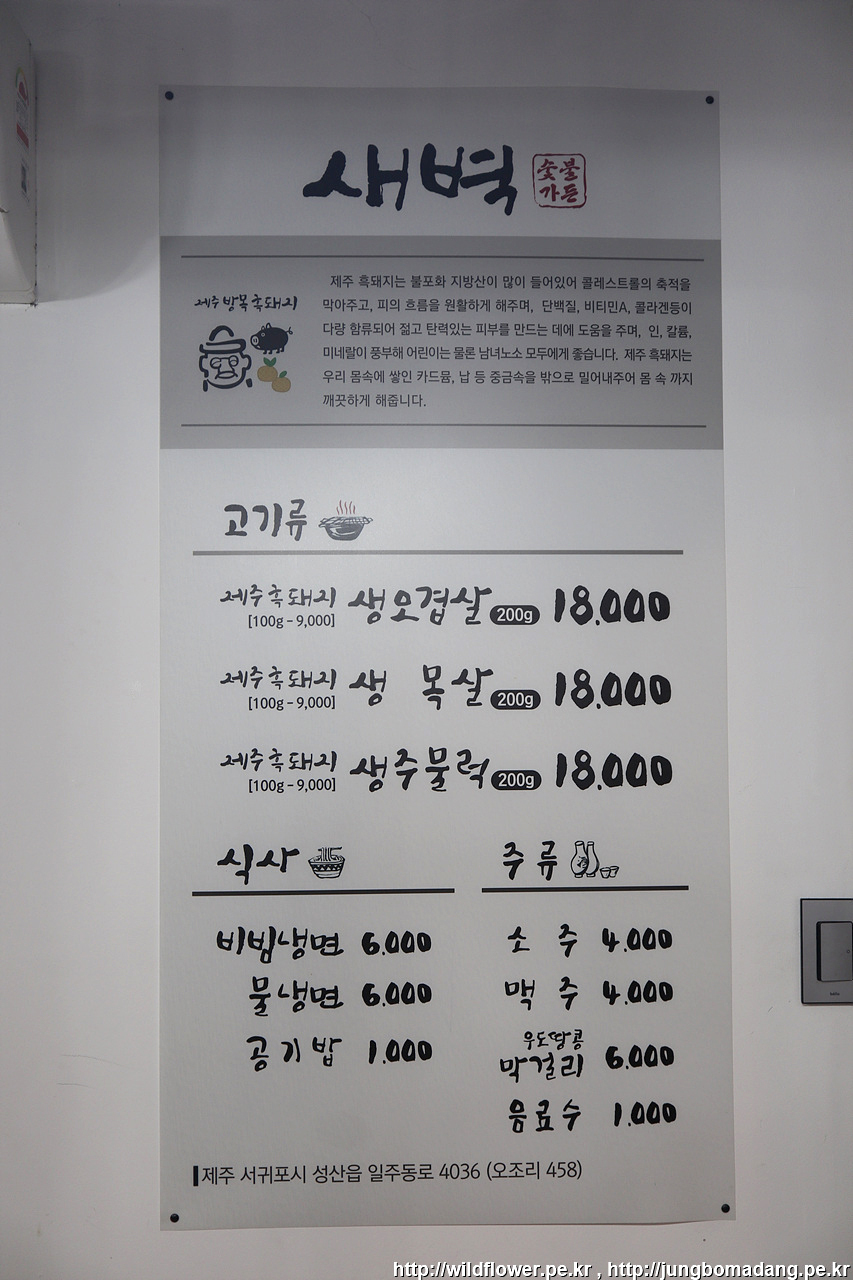 새벽
숯불
가든
제주 방목 흑돼지
제주 흑돼지는 불포화 지방산이 많이 들어있어 콜레스트롤의 축적을
막아주고, 피의 흐름을 원활하게 해주며, 단백질, 비티민A, 콜라겐등이
다량 함류되어 젊고 탄력있는 피부를 만드는 데에 도움을 주며, 인, 칼륨,
미네랄이 풍부해 어린이는 물론 남녀노소 모두에게 좋습니다. 제주 흑돼지는
우리 몸속에 쌓인 카드뮴, 납 등 중금속을 밖으로 밀어내주어 몸 속 까지
깨끗하게 해줍니다.
고기류
제주흑돼지 생오겹살 200g 18.000
[100g-9,000]
제주흑돼지 생 목살 200g 18.000
[100g-9,000]
제주흑돼지 생주물럭 200g 18.000
[100g-9,000]
식사
비빔냉면 6.000
물냉면 6.000
공기밥 1.000
주류
소주 4.000
맥주 4.000
우도땅콩
막걸리 6.000
음료수 1.000
제주 서귀포시 성산읍 일주동로 4036 (오조리 458)
http://wildflower.pe.kr , http://jungbomadang.pe.kr